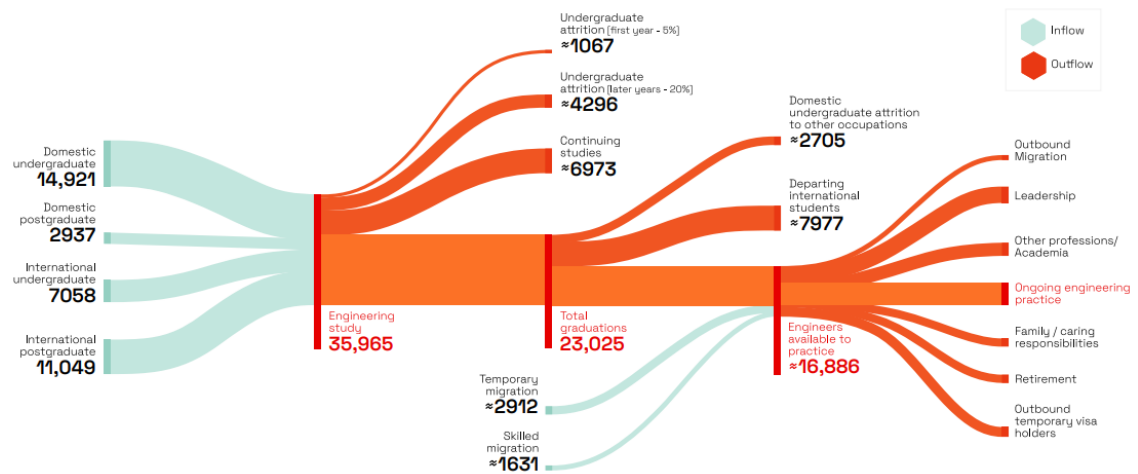 Undergraduate
attrition [first year - 5%]
≈1067
Inflow
Outflow
Undergraduate
attrition [later years - 20%]
≈4296
Domestic
undergraduate attrition
to other occupations
≈2705
Domestic
undergraduate
14,921
Continuing
studies
≈6973
Outbound
Migration
Departing
international
students
≈7977
Leadership
Domestic
postgraduate
2937
Other professions/
Academia
International
undergraduate
7058
Ongoing engineering
practice
Engineering
study
35,965
Total
graduations
23,025
Engineers
available to
practice
≈16,886
Family / caring
responsibilities
International
postgraduate
11,049
Retirement
Temporary
migration
≈2912
Outbound
temporary visa
holders
Skilled
migration
≈1631